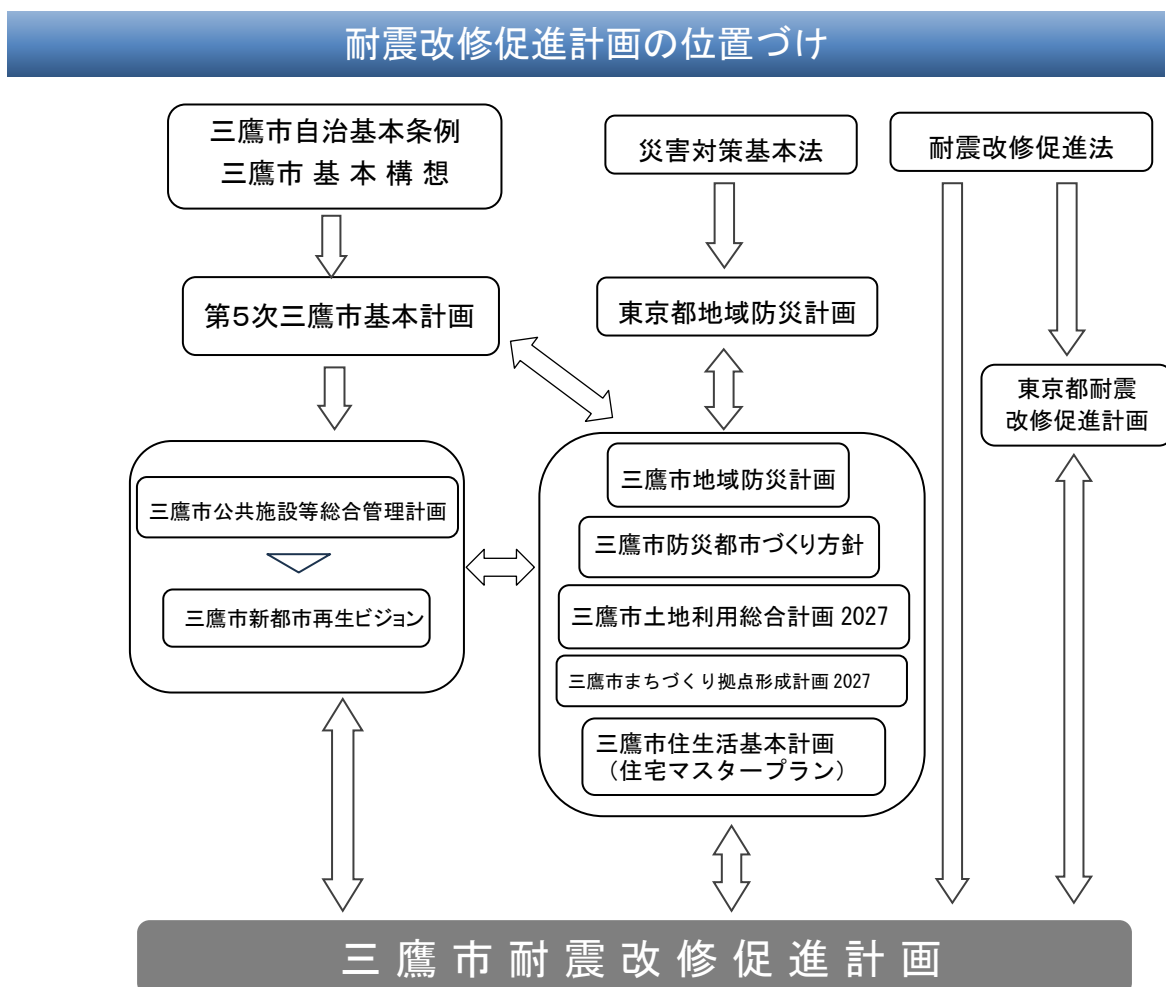 耐震改修促進計画の位置づけ
三鷹市自治基本条例
三鷹市 基 本 構 想
災害対策基本法
耐震改修促進法
第5次三鷹市基本計画
東京都地域防災計画
東京都耐震
改修促進計画
三鷹市公共施設等総合管理計画
三鷹市新都市再生ビジョン
三鷹市地域防災計画
三鷹市防災都市づくり方針
三鷹市土地利用総合計画 2027
三鷹市まちづくり拠点形成計画 2027
三鷹市住生活基本計画
(住宅マスタープラン)
三 鷹 市 耐 震 改 修 促 進 計 画